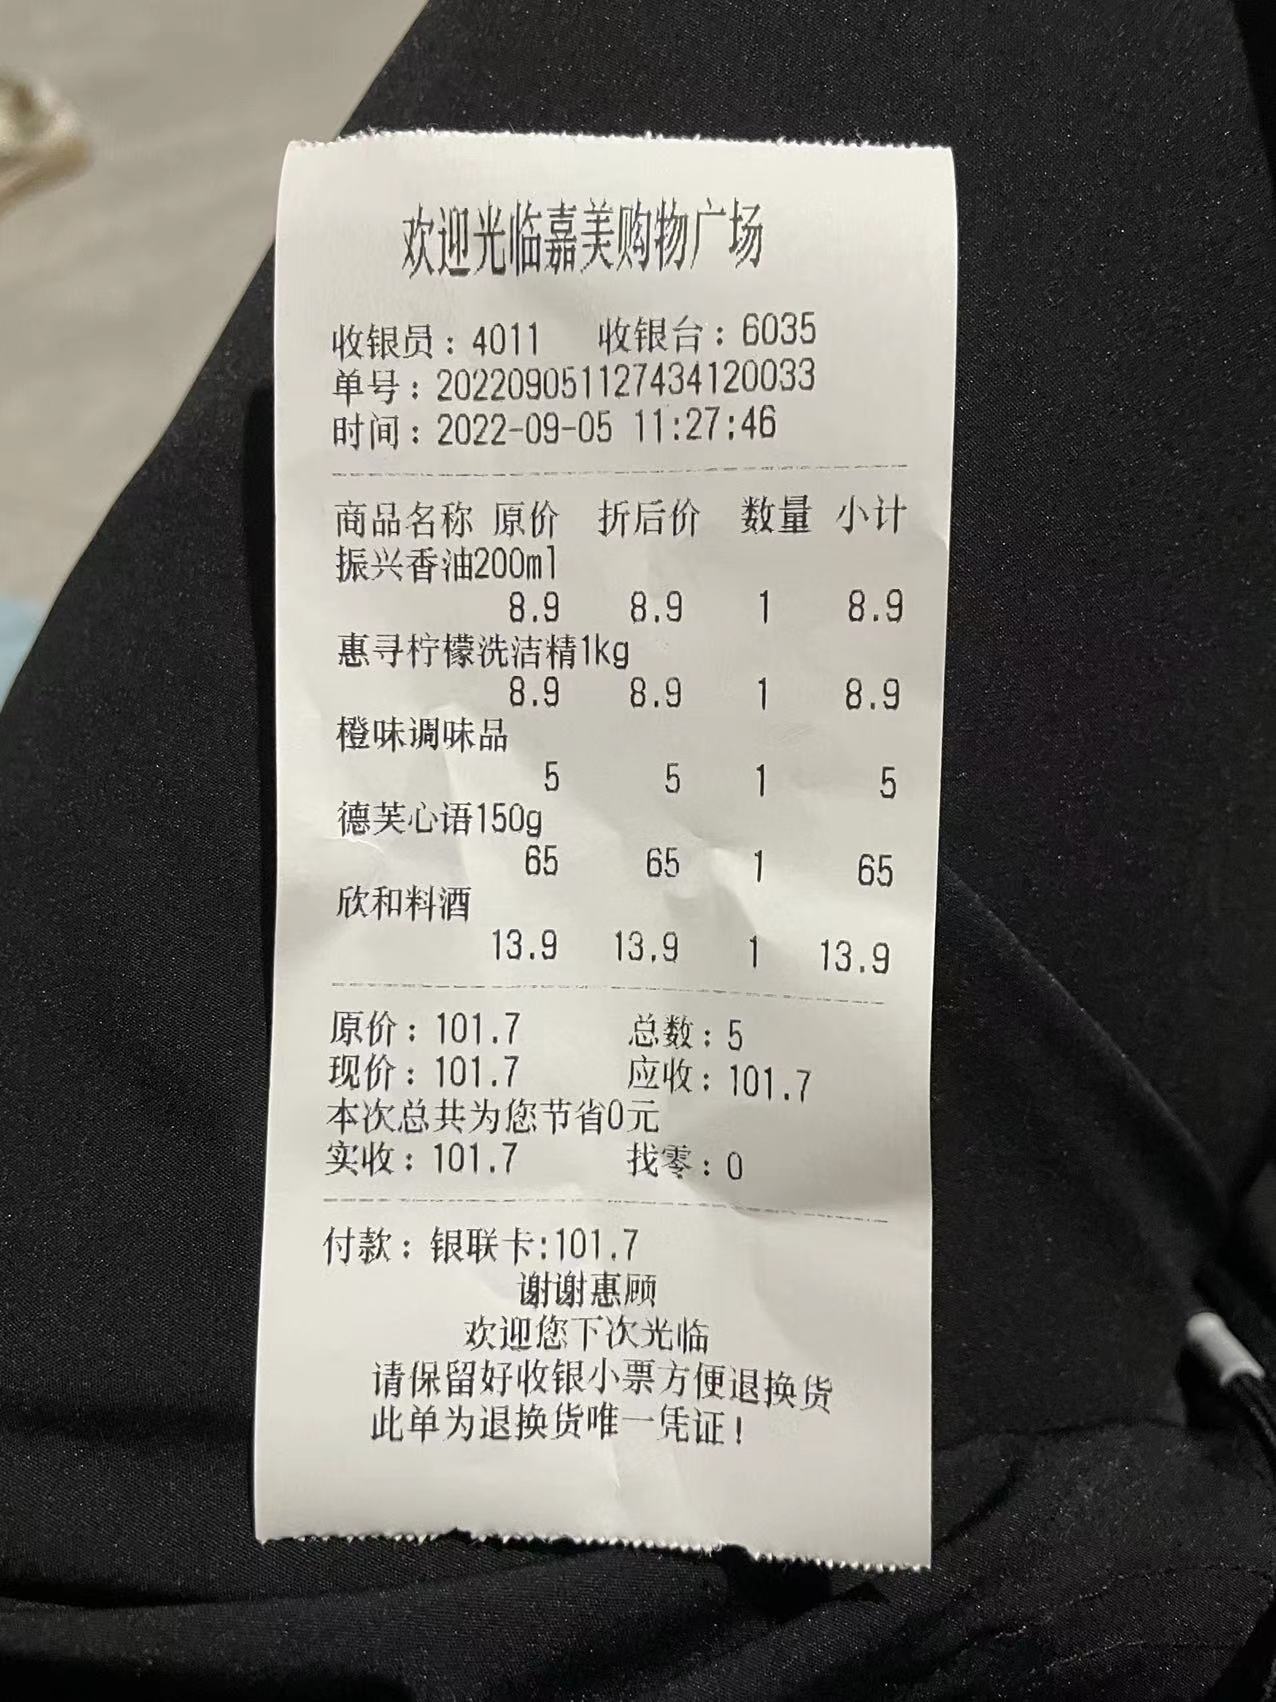 欢迎光临嘉美购物广场
收银员：4011 收银台：6035
单号：202209051127434120033
时间：2022-09-05 11:27:46
商品名称 原价 折后价 数量 小计
振兴香油200ml
8.9 8.9 1 8.9
惠寻柠檬洗洁精1kg
8.9 8.9 1 8.9
橙味调味品
5 5 1 5
德芙心语150g
65 65 1 65
欣和料酒
13.9 13.9 1 13.9
原价：101.7 总数：5
现价：101.7 应收：101.7
本次总共为您节省0元
实收：101.7 找零：0
付款：银联卡:101.7
谢谢惠顾
欢迎您下次光临
请保留好收银小票方便退换货
此单为退换货唯一凭证！